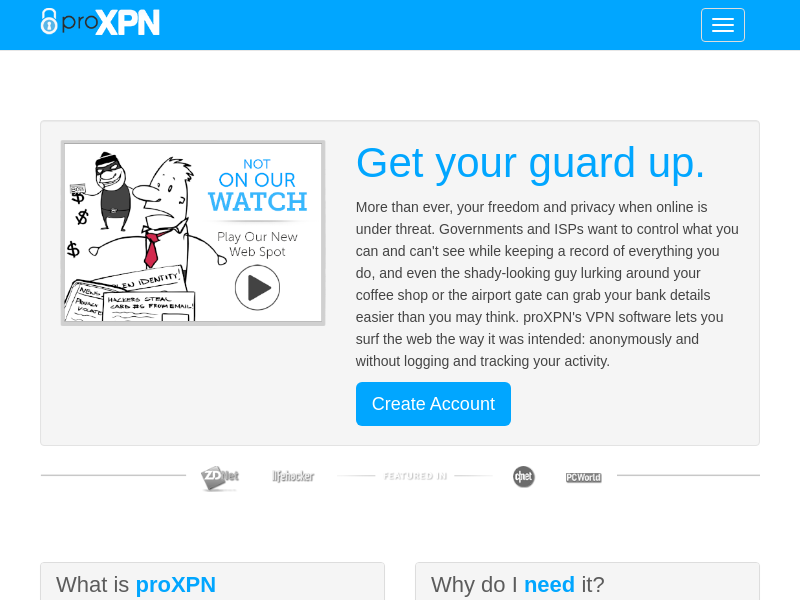 proXPN
NOT
ON OUR
WATCH
Play Our New
Web Spot
HACKERS STEAL
CARD #S FROM EMAIL!
Get your guard up.
More than ever, your freedom and privacy when online is
under threat. Governments and ISPs want to control what you
can and can't see while keeping a record of everything you
do, and even the shady-looking guy lurking around your
coffee shop or the airport gate can grab your bank details
easier than you may think. proXPN's VPN software lets you
surf the web the way it was intended: anonymously and
without logging and tracking your activity.
Create Account
ZDNet
lifehacker
FEATURED IN
cnet
PCWorld
What is proXPN
Why do I need it?